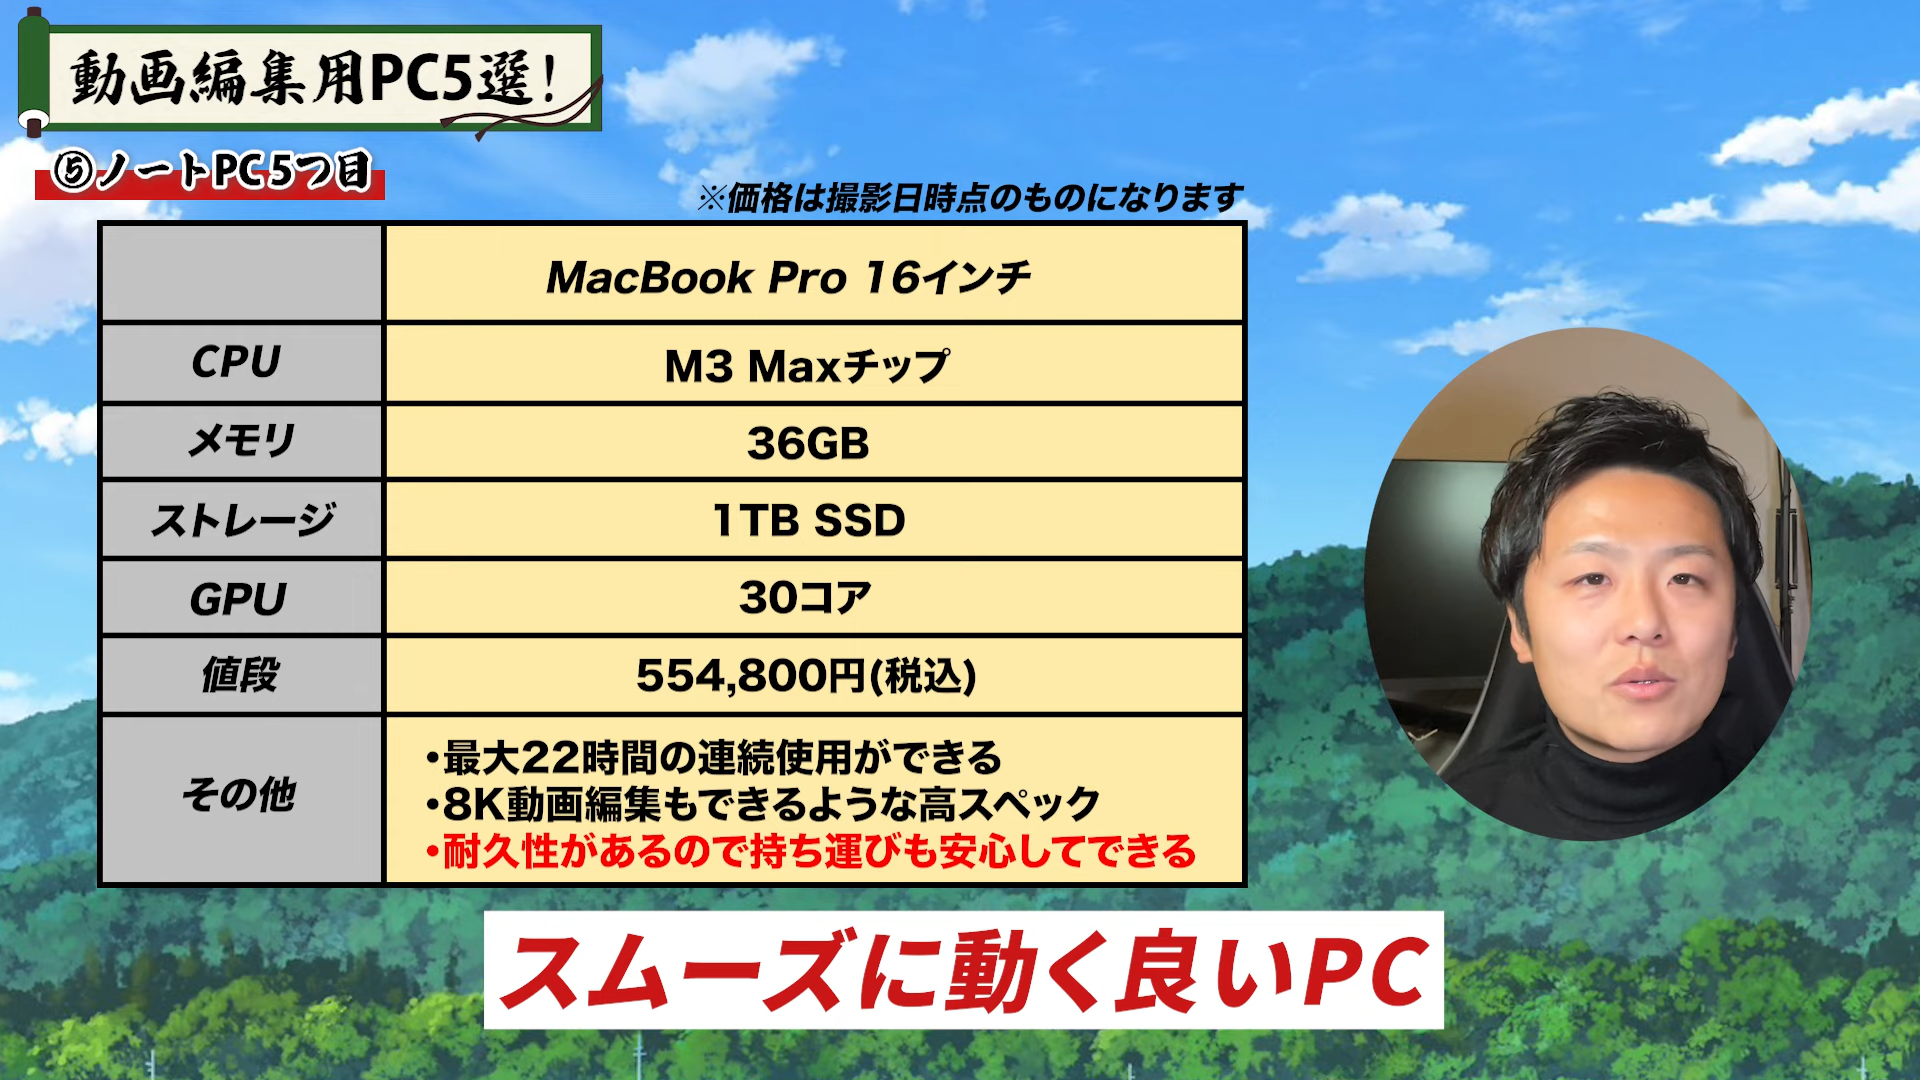 動画編集用PC5選!
⑤ノートPC5つ目
※価格は撮影日時点のものになります
MacBook Pro 16インチ
CPU
M3 Maxチップ
メモリ
36GB
ストレージ
1TB SSD
GPU
30コア
値段
554,800円(税込)
その他
•最大22時間の連続使用ができる
•8K動画編集もできるような高スペック
•耐久性があるので持ち運びも安心してできる
スムーズに動く良いPC